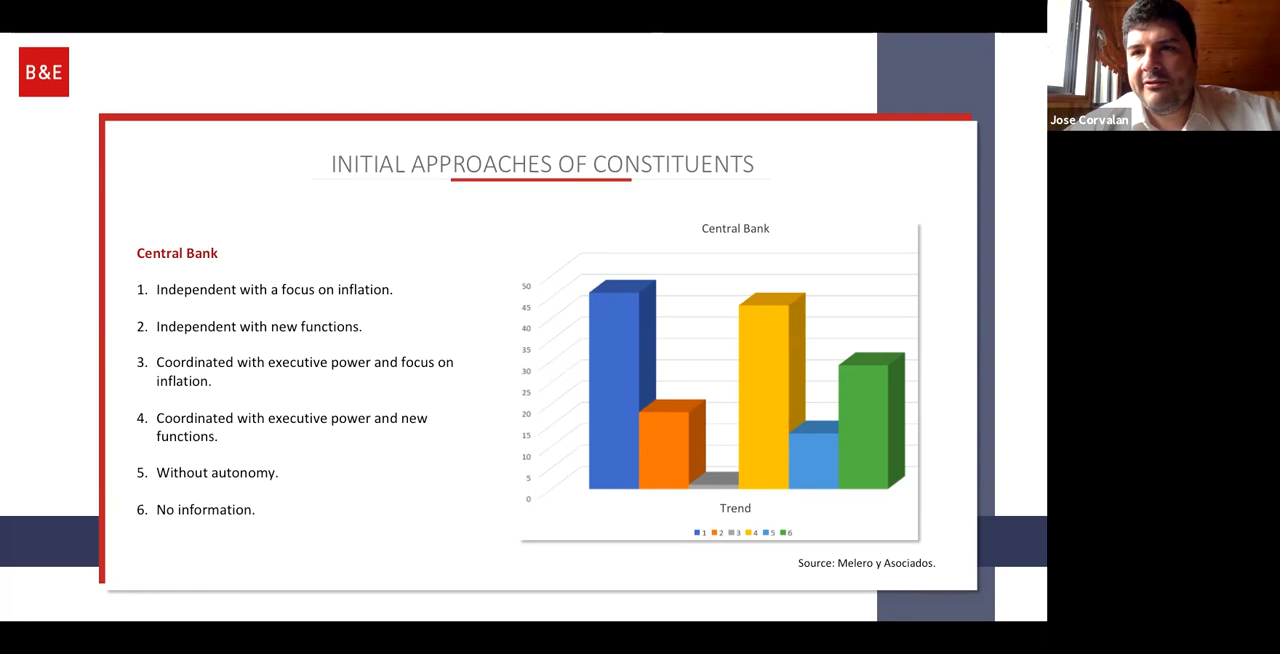 B&E
Jose Corvalan
INITIAL APPROACHES OF CONSTITUENTS
Central Bank
1. Independent with a focus on inflation.
2. Independent with new functions.
3. Coordinated with executive power and focus on
inflation.
4. Coordinated with executive power and new
functions.
5. Without autonomy.
6. No information.
Central Bank
50
45
40
35
30
25
20
15
10
5
0
Trend
1 2 3 4 5 6
Source: Melero y Asociados.